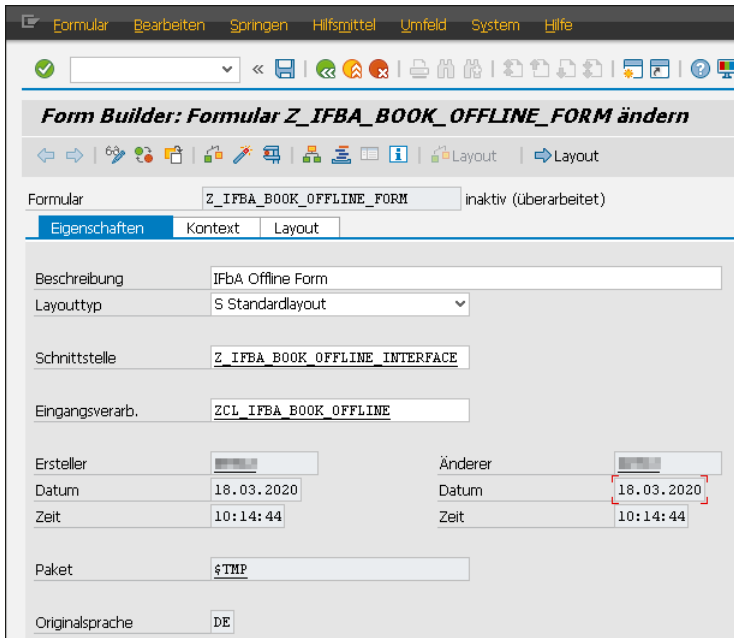 Formular Bearbeiten Springen Hilfsmittel Umfeld System Hilfe
Form Builder: Formular Z_IFBA_BOOK_OFFLINE_FORM ändern
Layout Layout
Formular Z_IFBA_BOOK_OFFLINE_FORM inaktiv (überarbeitet)
Eigenschaften Kontext Layout
Beschreibung IFbA Offline Form
Layouttyp S Standardlayout
Schnittstelle Z_IFBA_BOOK_OFFLINE_INTERFACE
Eingangsverarb. ZCL_IFBA_BOOK_OFFLINE
Ersteller Änderer
Datum 18.03.2020 Datum 18.03.2020
Zeit 10:14:44 Zeit 10:14:44
Paket $TMP
Originalsprache DE